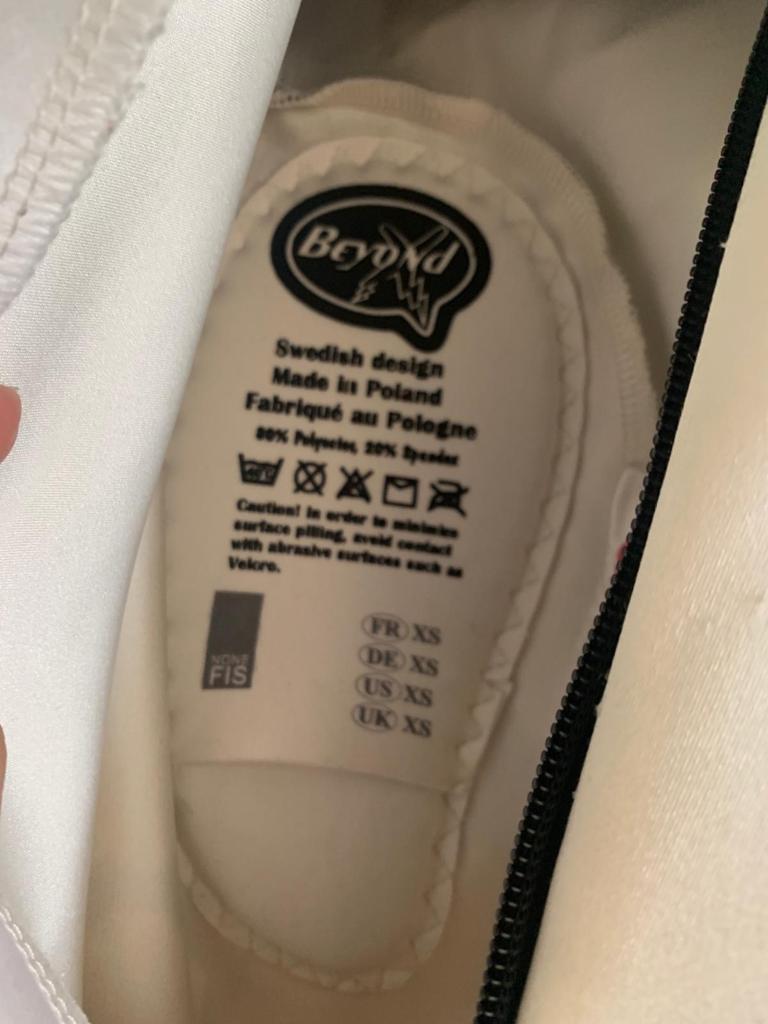 Beyond X
Swedish design
Made in Poland
Fabriqué au Pologne
80% Polyester, 20% Spandex
Caution! In order to minimize
surface pilling, avoid contact
with abrasive surfaces such as
Velcro.
NONE
FIS
FR XS
DE XS
US XS
UK XS